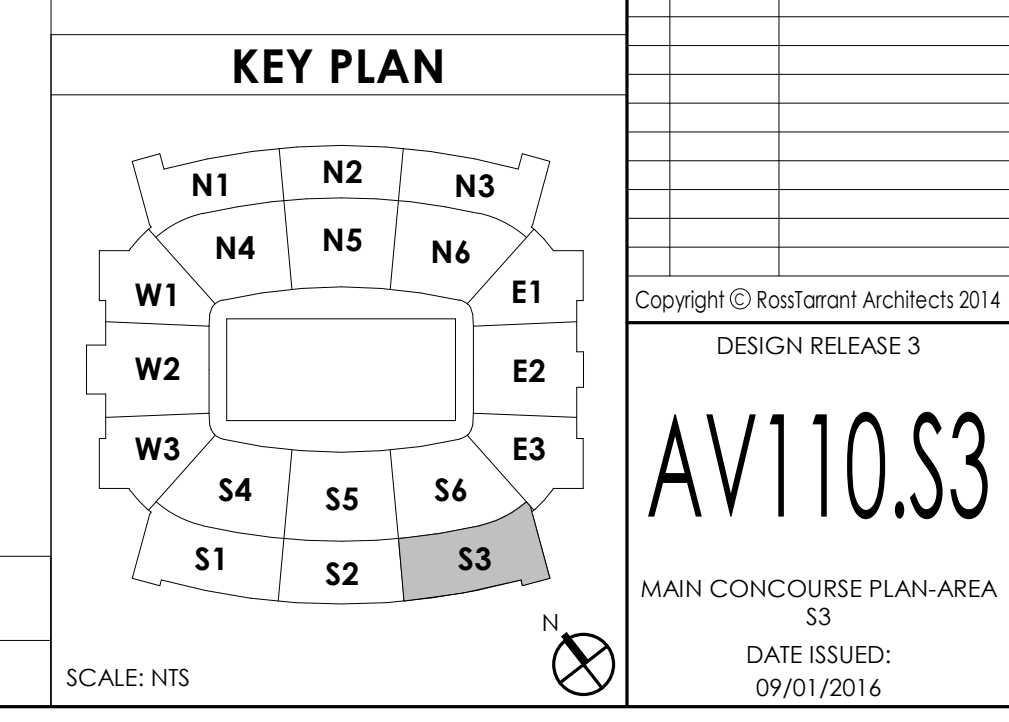 KEY PLAN
N1
N2
N3
N4
N5
N6
W1
E1
W2
E2
W3
E3
S4
S5
S6
S1
S2
S3
N
SCALE: NTS
Copyright © RossTarrant Architects 2014
DESIGN RELEASE 3
AV110.S3
MAIN CONCOURSE PLAN-AREA
S3
DATE ISSUED:
09/01/2016